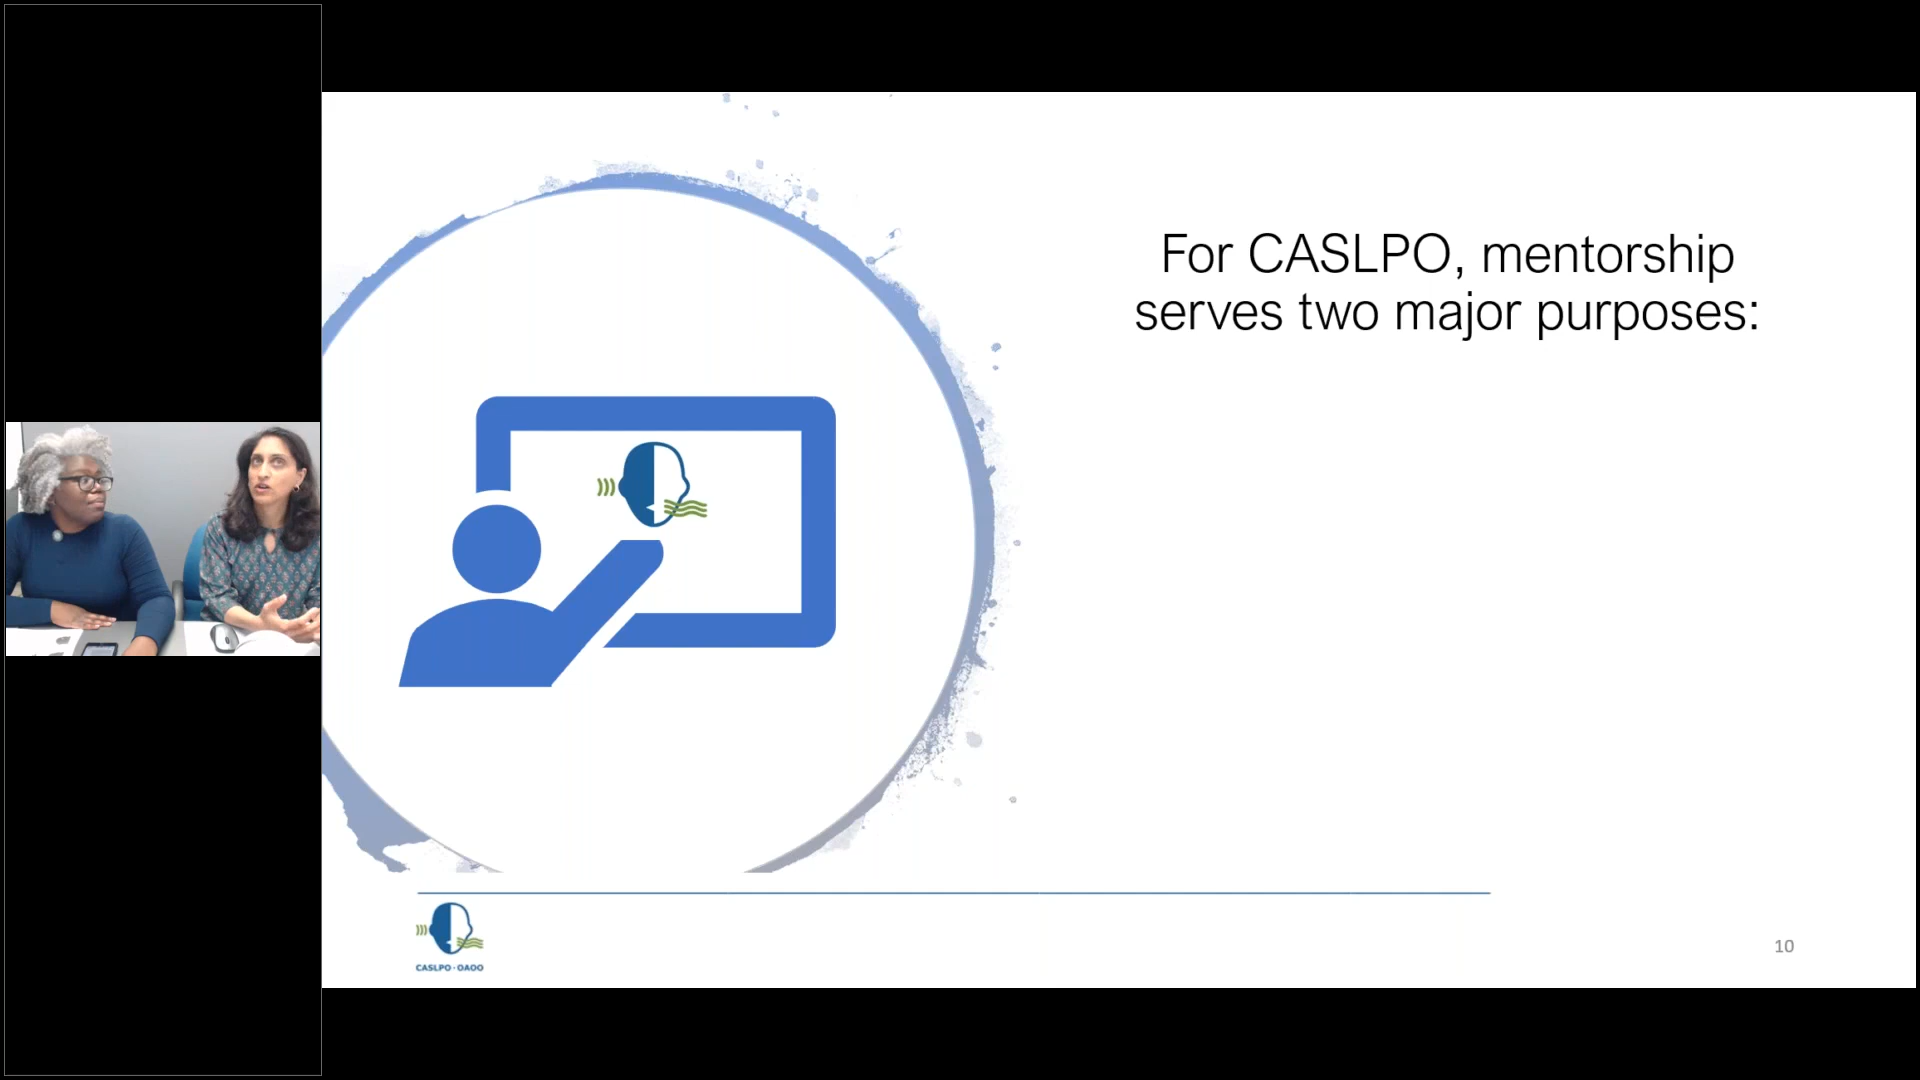 For CASLPO, mentorship
serves two major purposes:
CASLPO · OAOO
10